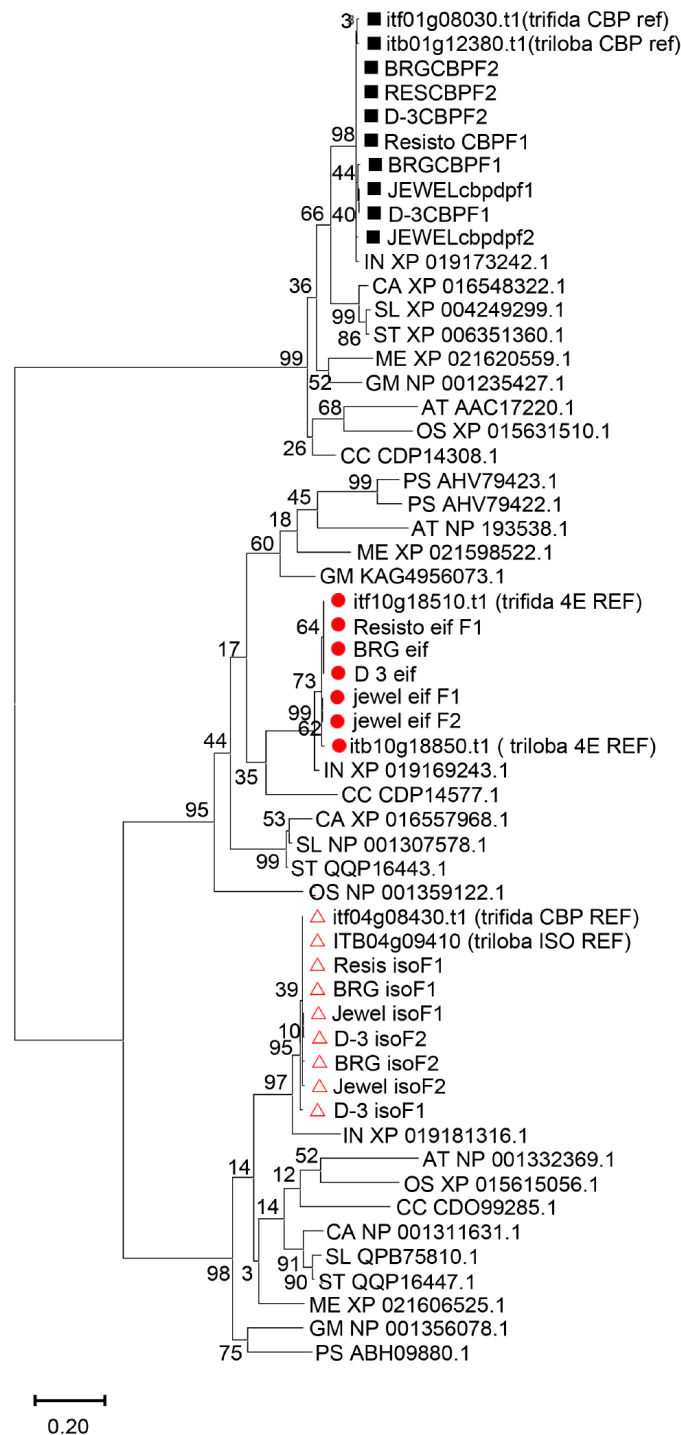 3
itf01g08030.t1(trifida CBP ref)
itb01g12380.t1(triloba CBP ref)
BRGCBPF2
RESCBPF2
D-3CBPF2
98
Resisto CBPF1
BRGCBPF1
44
JEWELcbpdpf1
40
D-3CBPF1
66
JEWELcbpdpf2
IN XP 019173242.1
36
CA XP 016548322.1
99
SL XP 004249299.1
86
ST XP 006351360.1
99
ME XP 021620559.1
52
GM NP 001235427.1
68
AT AAC17220.1
OS XP 015631510.1
26
CC CDP14308.1
99
PS AHV79423.1
45
PS AHV79422.1
18
AT NP 193538.1
60
ME XP 021598522.1
GM KAG4956073.1
itf10g18510.t1 (trifida 4E REF)
64
Resisto eif F1
17
BRG eif
73
D 3 eif
jewel eif F1
99
jewel eif F2
62
itb10g18850.t1 ( triloba 4E REF)
44
IN XP 019169243.1
35
CC CDP14577.1
95
53
CA XP 016557968.1
SL NP 001307578.1
99
ST QQP16443.1
OS NP 001359122.1
itf04g08430.t1 (trifida CBP REF)
ITB04g09410 (triloba ISO REF)
Resis isoF1
39
BRG isoF1
Jewel isoF1
10
D-3 isoF2
95
BRG isoF2
97
Jewel isoF2
D-3 isoF1
IN XP 019181316.1
52
AT NP 001332369.1
14
12
OS XP 015615056.1
14
CC CDO99285.1
CA NP 001311631.1
91
SL QPB75810.1
98
3
90
ST QQP16447.1
ME XP 021606525.1
GM NP 001356078.1
75
PS ABH09880.1
0.20